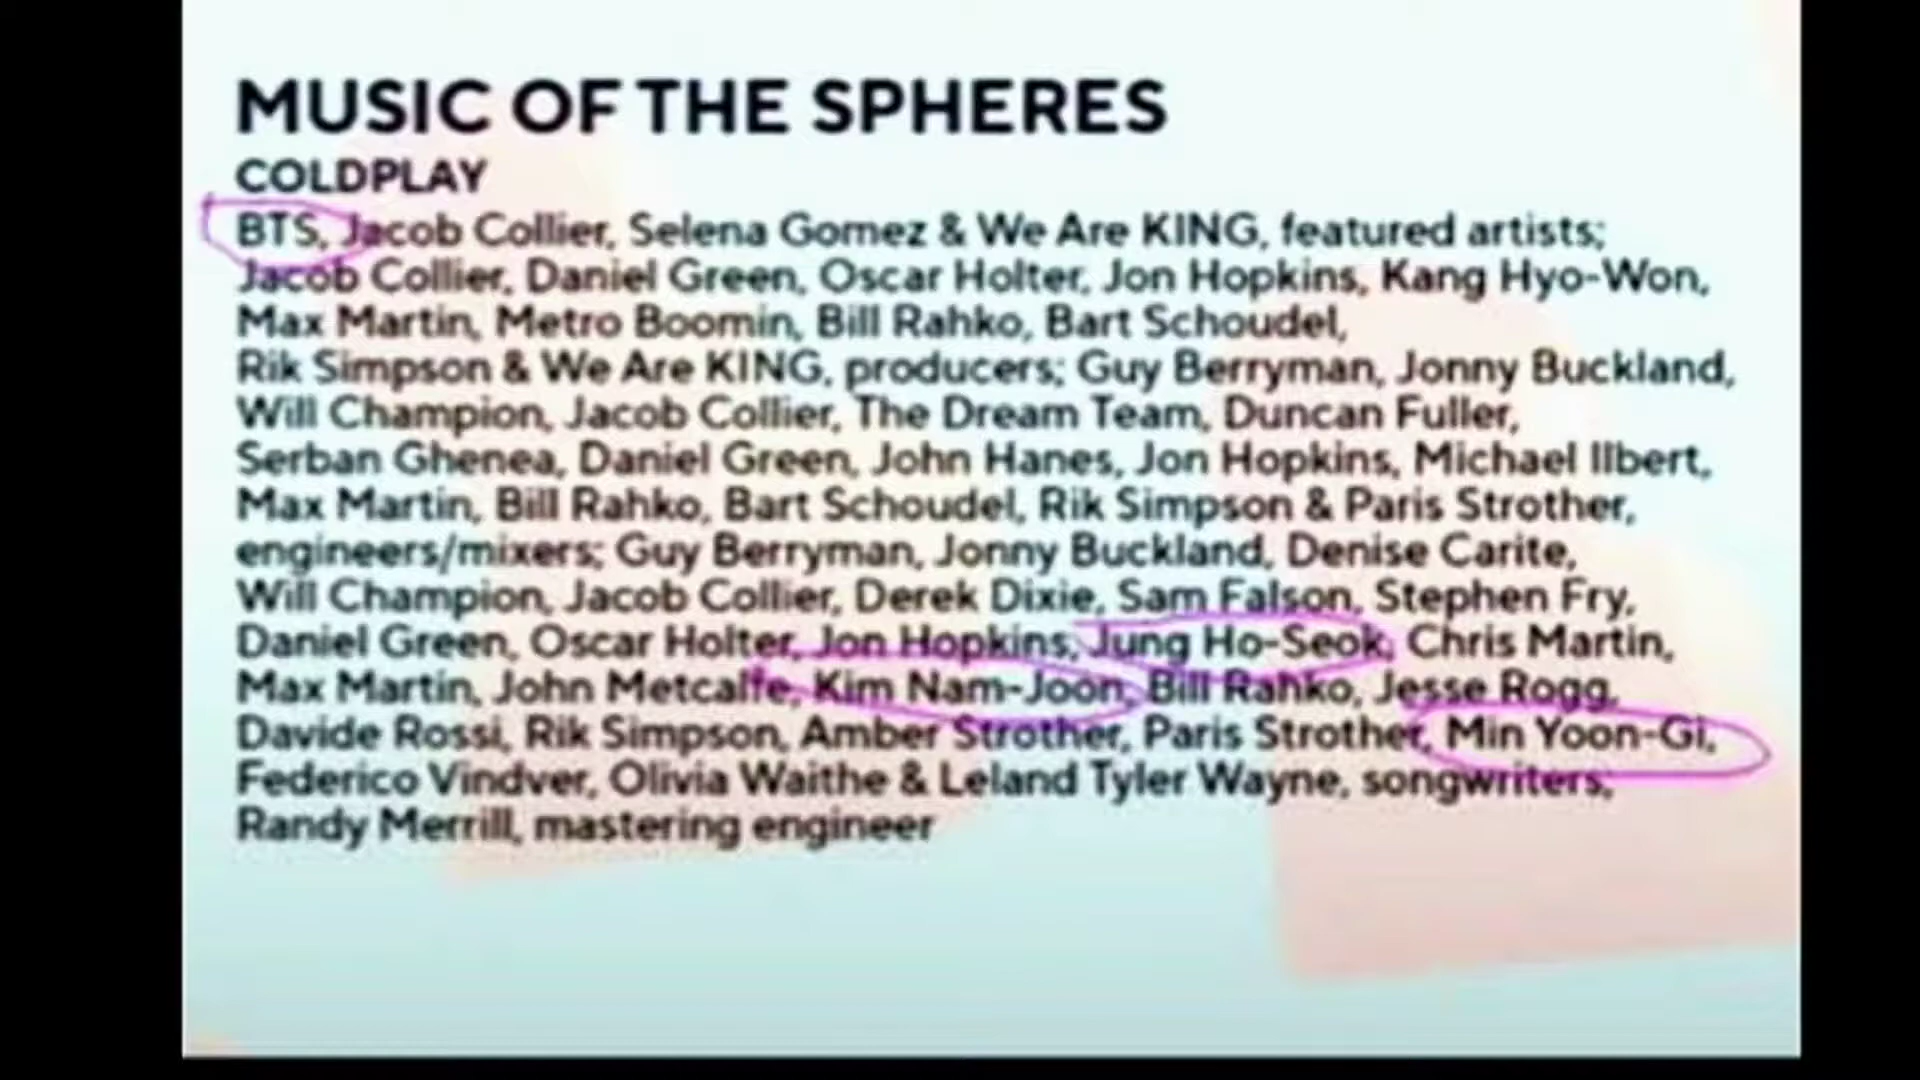 MUSIC OF THE SPHERES
COLDPLAY
BTS, Jacob Collier, Selena Gomez & We Are KING, featured artists;
Jacob Collier, Daniel Green, Oscar Holter, Jon Hopkins, Kang Hyo-Won,
Max Martin, Metro Boomin, Bill Rahko, Bart Schoudel,
Rik Simpson & We Are KING, producers; Guy Berryman, Jonny Buckland,
Will Champion, Jacob Collier, The Dream Team, Duncan Fuller,
Serban Ghenea, Daniel Green, John Hanes, Jon Hopkins, Michael Ilbert,
Max Martin, Bill Rahko, Bart Schoudel, Rik Simpson & Paris Strother,
engineers/mixers; Guy Berryman, Jonny Buckland, Denise Carite,
Will Champion, Jacob Collier, Derek Dixie, Sam Falson, Stephen Fry,
Daniel Green, Oscar Holter, Jon Hopkins, Jung Ho-Seok, Chris Martin,
Max Martin, John Metcalfe, Kim Nam-Joon, Bill Rahko, Jesse Rogg,
Davide Rossi, Rik Simpson, Amber Strother, Paris Strother, Min Yoon-Gi,
Federico Vindver, Olivia Waithe & Leland Tyler Wayne, songwriters;
Randy Merrill, mastering engineer